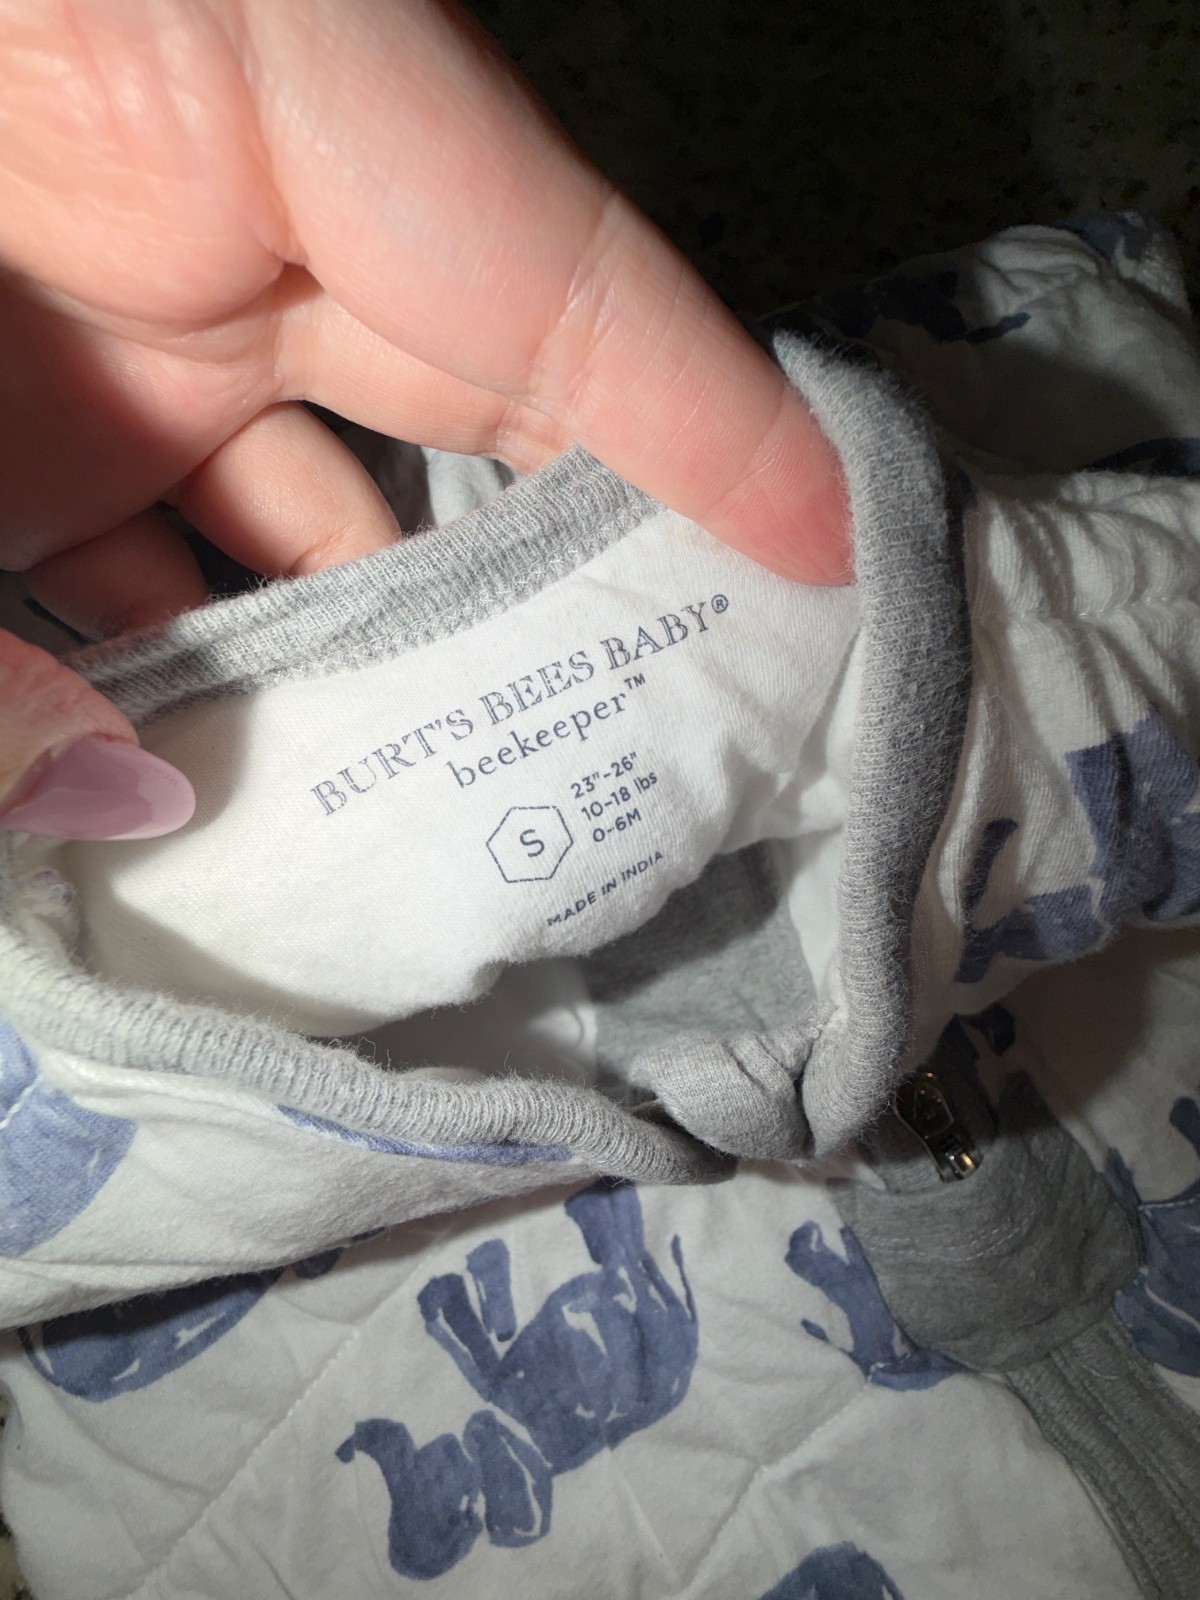 BURT'S BEES BABY®
beekeeper™
S
23"-26"
10-18 lbs
0-6M
MADE IN INDIA